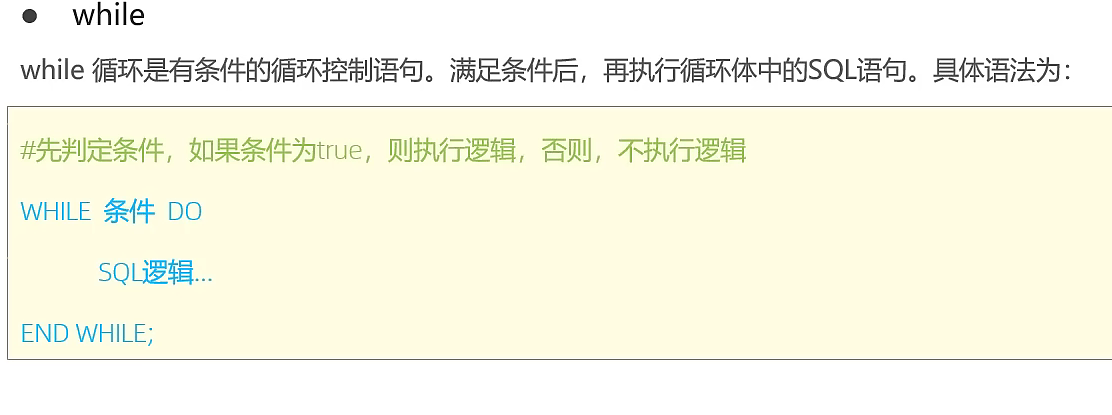 ● while
while 循环是有条件的循环控制语句。满足条件后，再执行循环体中的SQL语句。具体语法为：
#先判定条件，如果条件为true，则执行逻辑，否则，不执行逻辑
WHILE 条件 DO
SQL逻辑...
END WHILE;